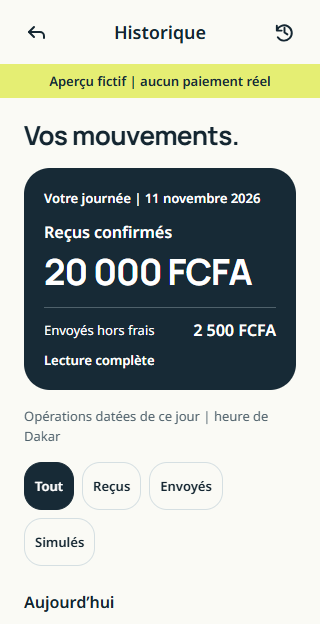 Historique
Aperçu fictif | aucun paiement réel
Vos mouvements.
Votre journée | 11 novembre 2026
Reçus confirmés
20 000 FCFA
Envoyés hors frais 2 500 FCFA
Lecture complète
Opérations datées de ce jour | heure de
Dakar
Tout Reçus Envoyés
Simulés
Aujourd’hui